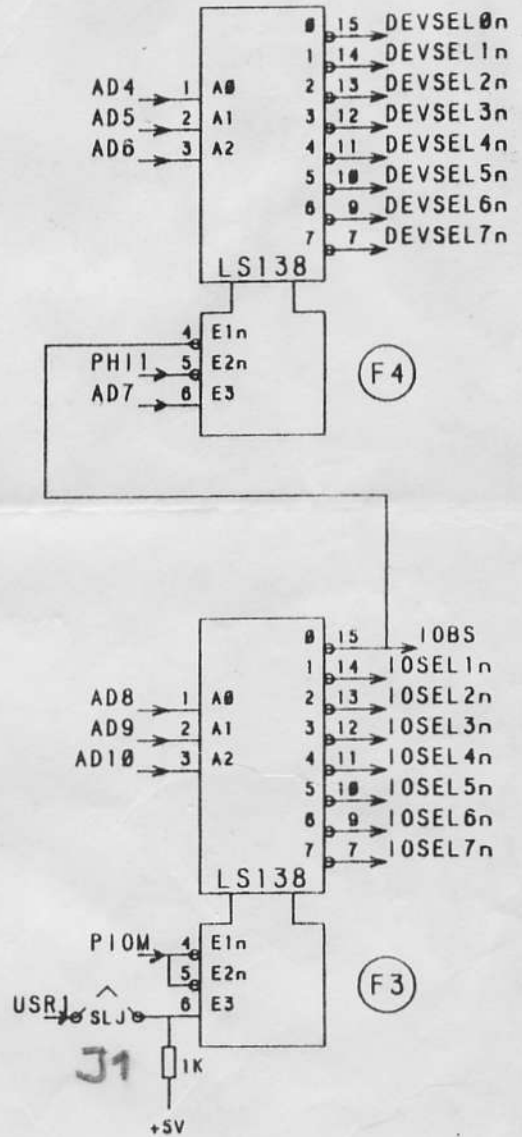 0 15 DEVSEL0n
1 14 DEVSEL1n
AD4 1 A0 2 13 DEVSEL2n
AD5 2 A1 3 12 DEVSEL3n
AD6 3 A2 4 11 DEVSEL4n
5 10 DEVSEL5n
6 9 DEVSEL6n
7 7 DEVSEL7n
LS138
4 E1n
PHI1 5 E2n
AD7 6 E3
F4
0 15 IOBS
1 14 IOSEL1n
AD8 1 A0 2 13 IOSEL2n
AD9 2 A1 3 12 IOSEL3n
AD10 3 A2 4 11 IOSEL4n
5 10 IOSEL5n
6 9 IOSEL6n
7 7 IOSEL7n
LS138
PIOM 4 E1n
5 E2n
USR1 SLJ 6 E3
F3
J1
1K
+5V